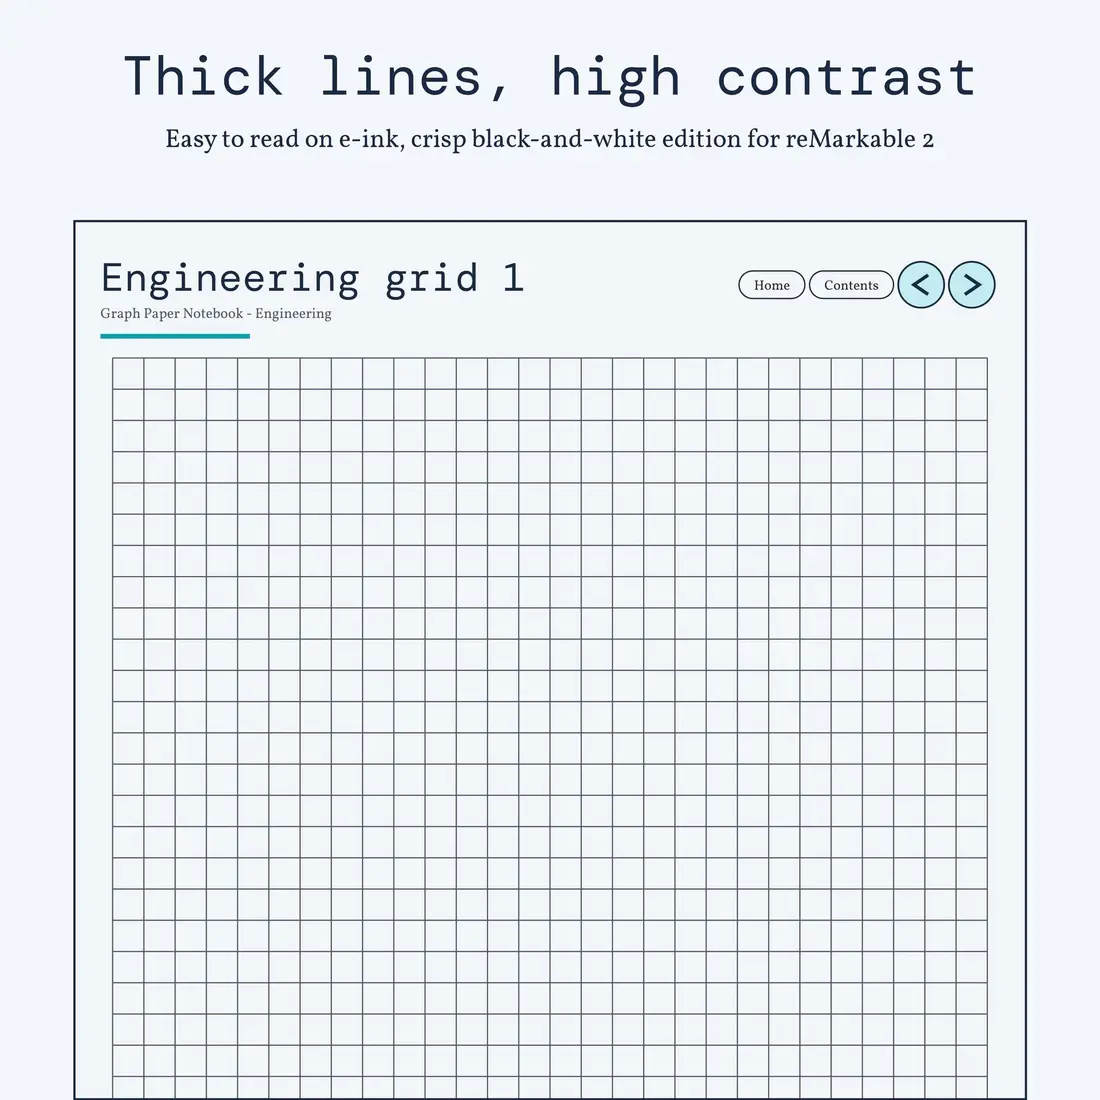 Thick lines, high contrast
Easy to read on e-ink, crisp black-and-white edition for reMarkable 2
Engineering grid 1
Home Contents < >
Graph Paper Notebook - Engineering